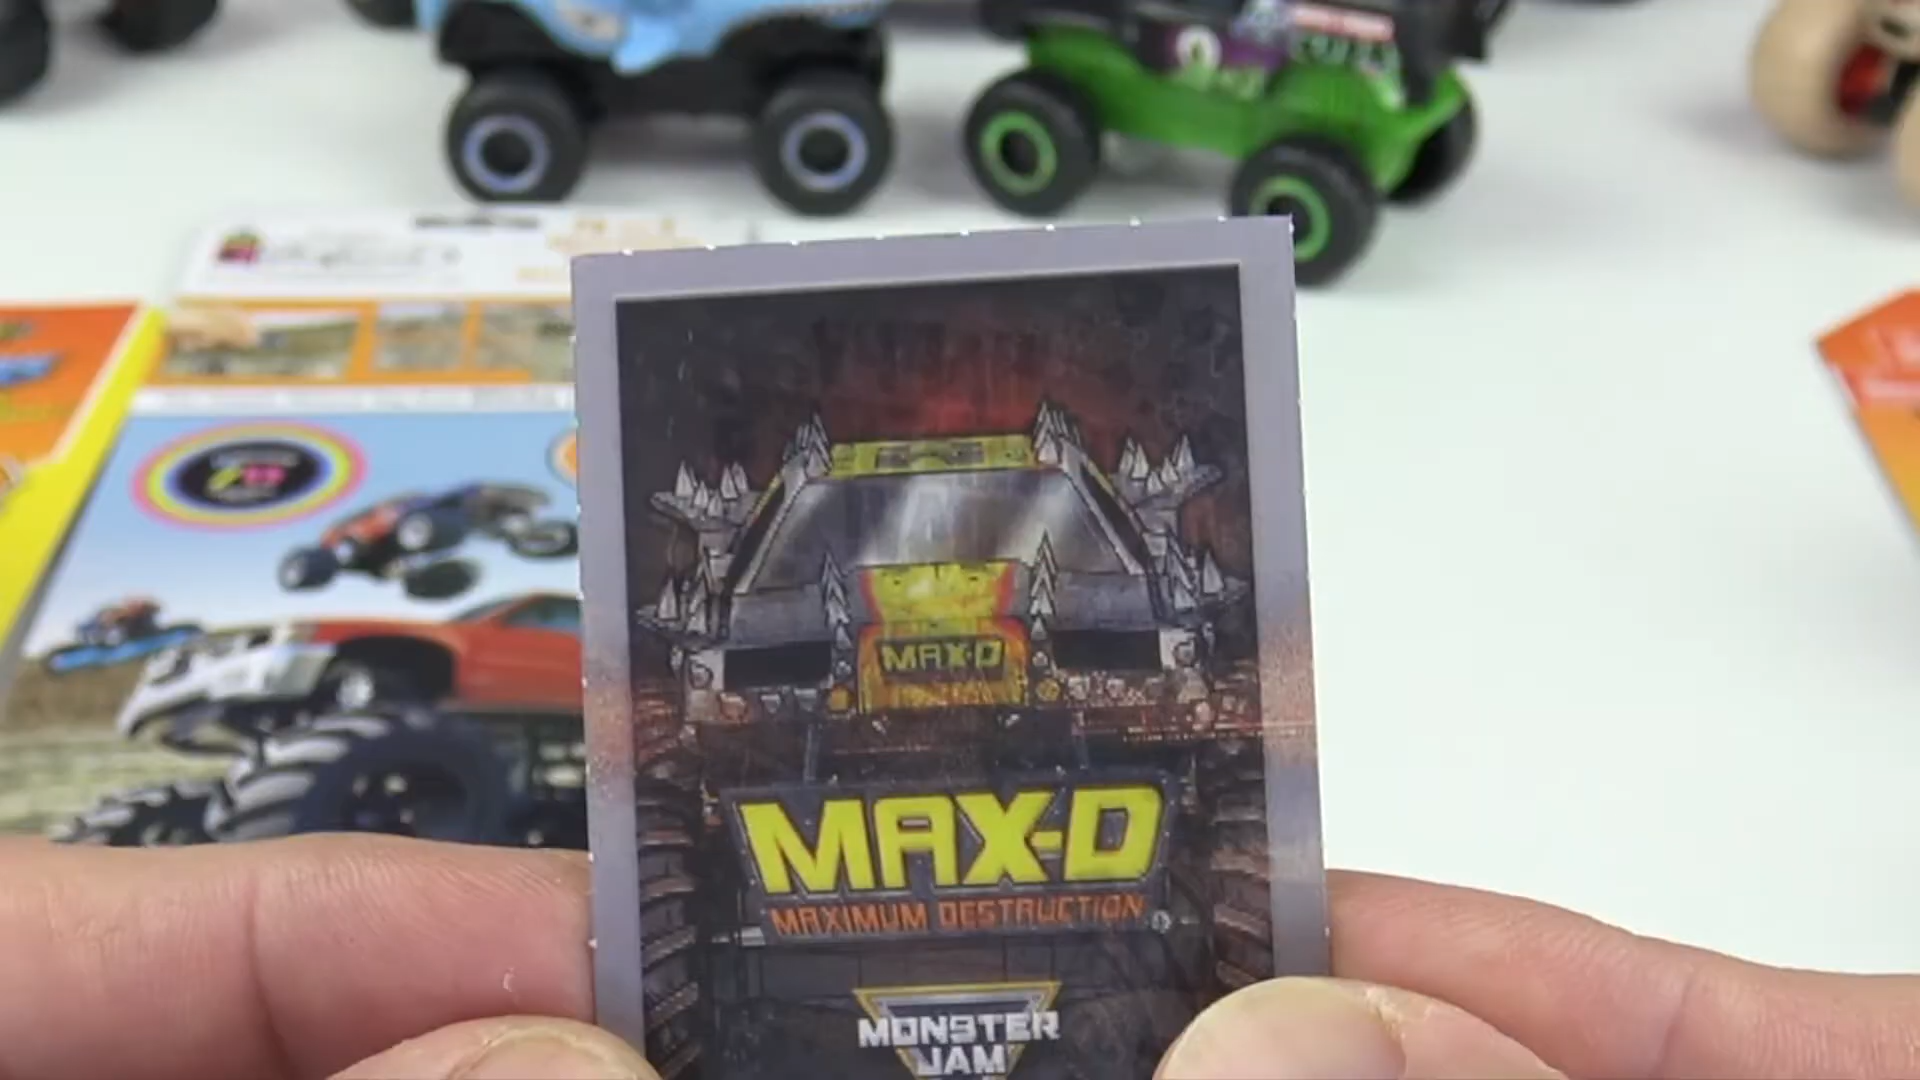 MAX-D
MAX-D
MAXIMUM DESTRUCTION
MONSTER
JAM